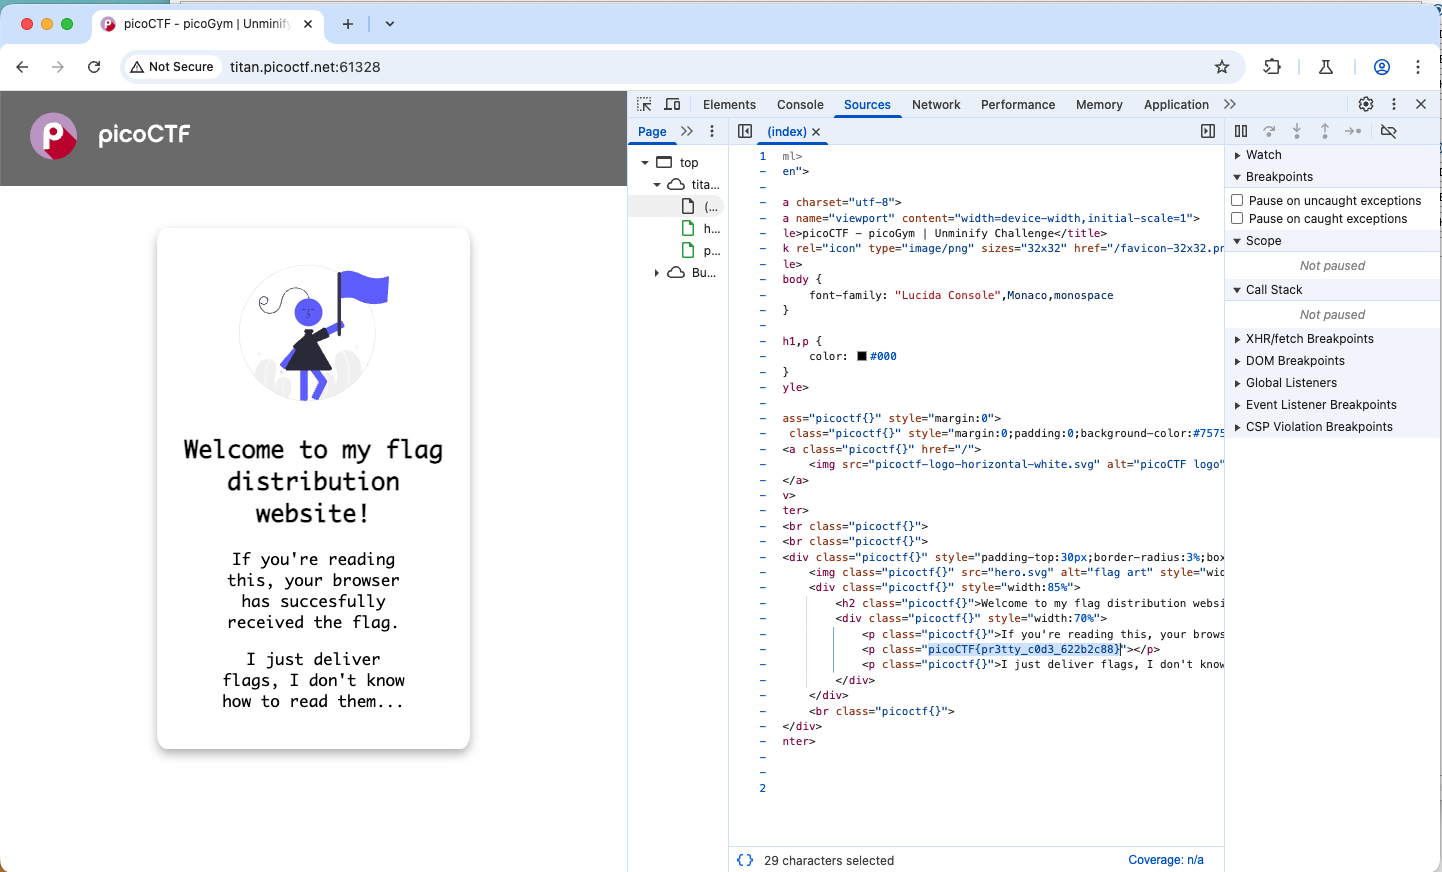 picoCTF - picoGym | Unminify
Not Secure
titan.picoctf.net:61328
picoCTF
Welcome to my flag
distribution
website!
If you're reading
this, your browser
has succesfully
received the flag.
I just deliver
flags, I don't know
how to read them...
Elements Console Sources Network Performance Memory Application
Page
(index)
top
tita...
(...
h...
p...
Bu...
1 ml>
en">
a charset="utf-8">
a name="viewport" content="width=device-width,initial-scale=1">
le>picoCTF - picoGym | Unminify Challenge</title>
k rel="icon" type="image/png" sizes="32x32" href="/favicon-32x32.pn
le>
body {
font-family: "Lucida Console",Monaco,monospace
}
h1,p {
color: #000
}
yle>
ass="picoctf{}" style="margin:0">
class="picoctf{}" style="margin:0;padding:0;background-color:#7575
<a class="picoctf{}" href="/">
<img src="picoctf-logo-horizontal-white.svg" alt="picoCTF logo"
</a>
v>
ter>
<br class="picoctf{}">
<br class="picoctf{}">
<div class="picoctf{}" style="padding-top:30px;border-radius:3%;box
<img class="picoctf{}" src="hero.svg" alt="flag art" style="wid
<div class="picoctf{}" style="width:85%">
<h2 class="picoctf{}">Welcome to my flag distribution websi
<div class="picoctf{}" style="width:70%">
<p class="picoctf{}">If you're reading this, your brows
<p class="picoCTF{pr3tty_c0d3_622b2c88}"></p>
<p class="picoctf{}">I just deliver flags, I don't know
</div>
</div>
<br class="picoctf{}">
</div>
nter>
2
{} 29 characters selected
Coverage: n/a
Watch
Breakpoints
Pause on uncaught exceptions
Pause on caught exceptions
Scope
Not paused
Call Stack
Not paused
XHR/fetch Breakpoints
DOM Breakpoints
Global Listeners
Event Listener Breakpoints
CSP Violation Breakpoints